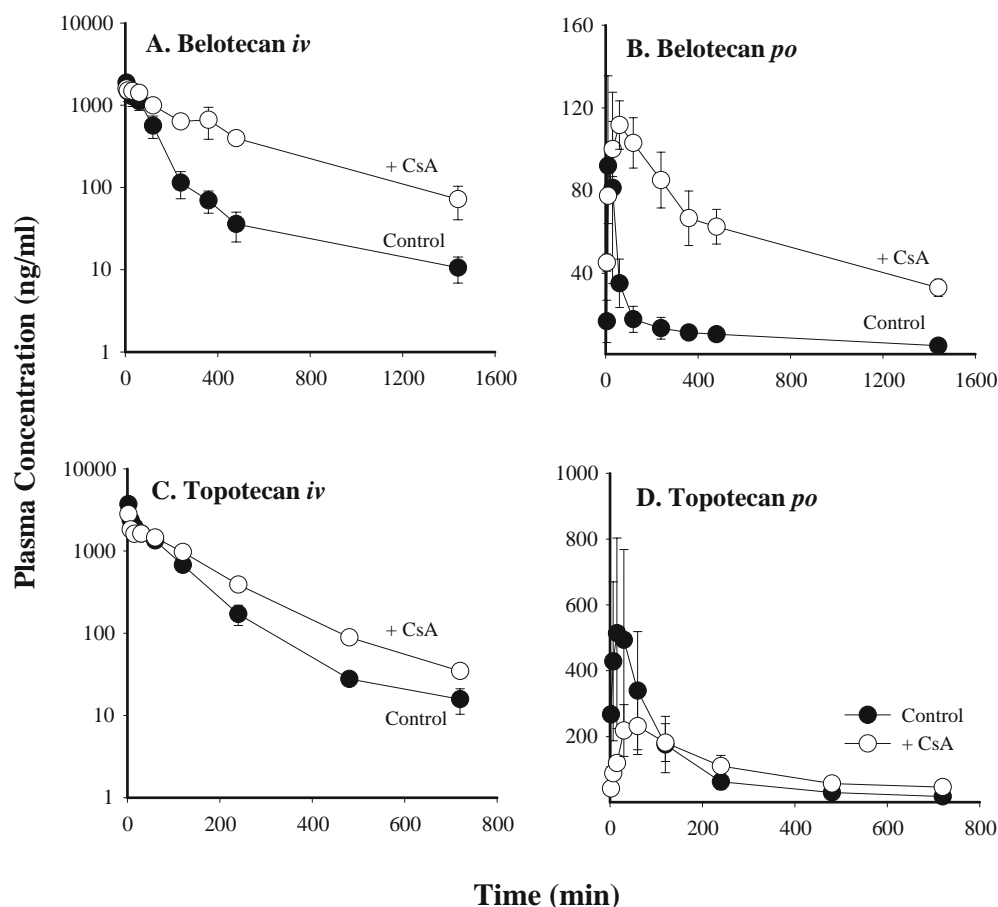 Plasma Concentration (ng/ml)
A. Belotecan iv
10000
1000
100
10
1
+ CsA
Control
0
400
800
1200
1600
B. Belotecan po
160
120
80
40
+ CsA
Control
0
400
800
1200
1600
C. Topotecan iv
10000
1000
100
10
1
+ CsA
Control
0
200
400
600
800
D. Topotecan po
1000
800
600
400
200
Control
+ CsA
0
200
400
600
800
Time (min)